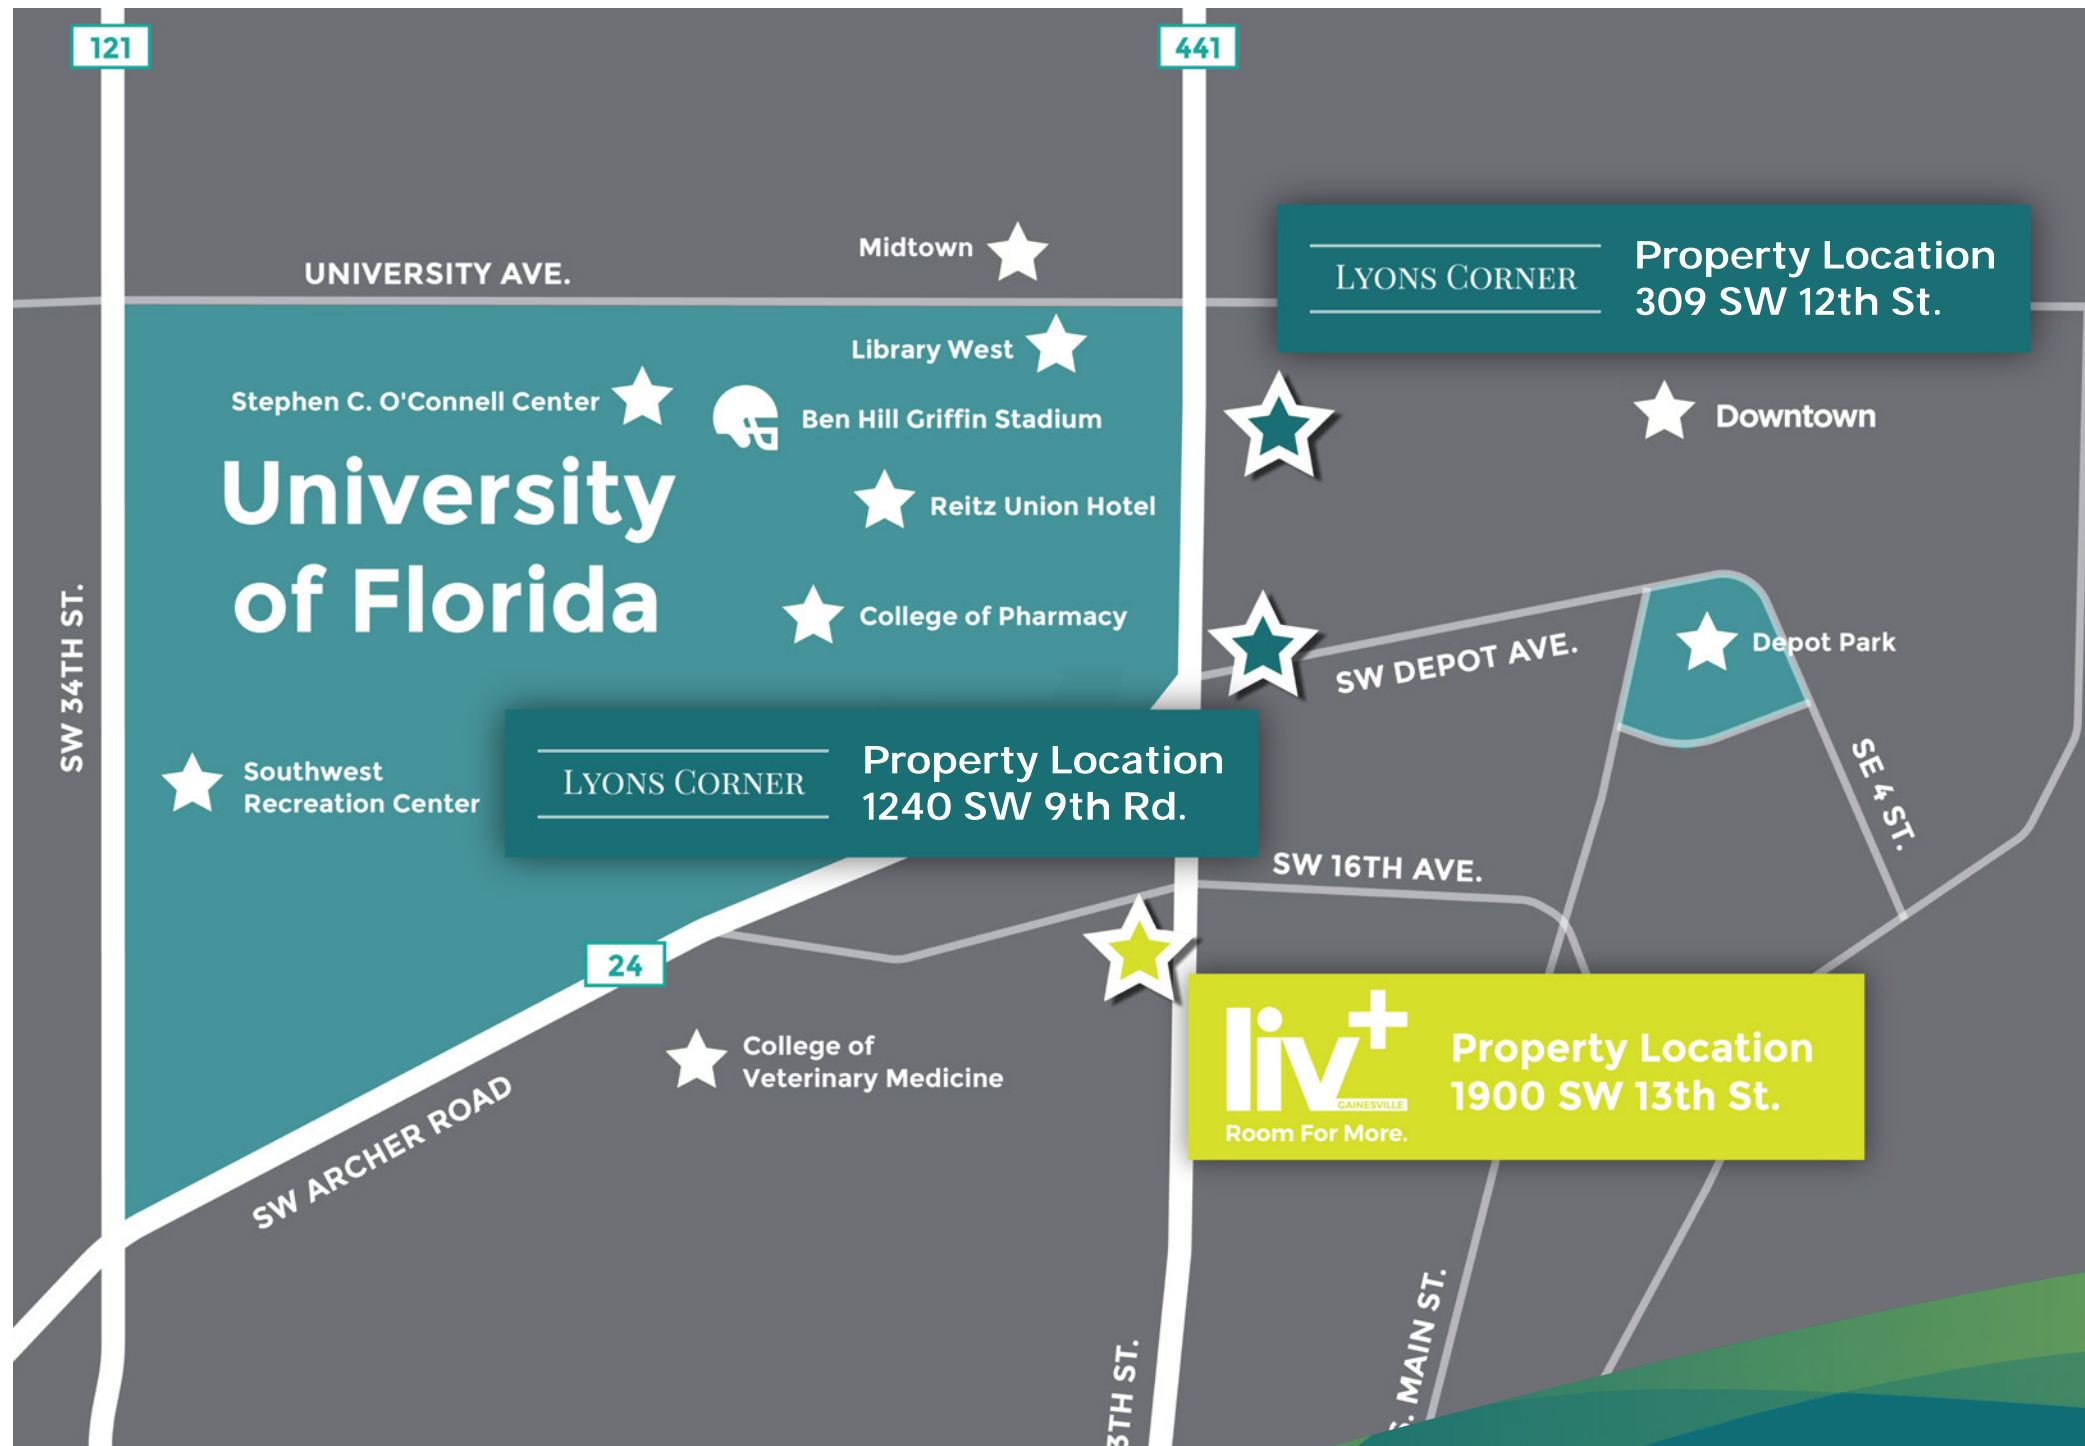 121
441
Midtown
UNIVERSITY AVE.
LYONS CORNER
Property Location
309 SW 12th St.
Library West
Stephen C. O'Connell Center
Ben Hill Griffin Stadium
Downtown
University
of Florida
Reitz Union Hotel
College of Pharmacy
SW 34TH ST.
SW DEPOT AVE.
Depot Park
Southwest
Recreation Center
LYONS CORNER
Property Location
1240 SW 9th Rd.
SE 4 ST.
SW 16TH AVE.
24
College of
Veterinary Medicine
SW ARCHER ROAD
liv+
GAINESVILLE
Room For More.
Property Location
1900 SW 13th St.
3TH ST.
S. MAIN ST.